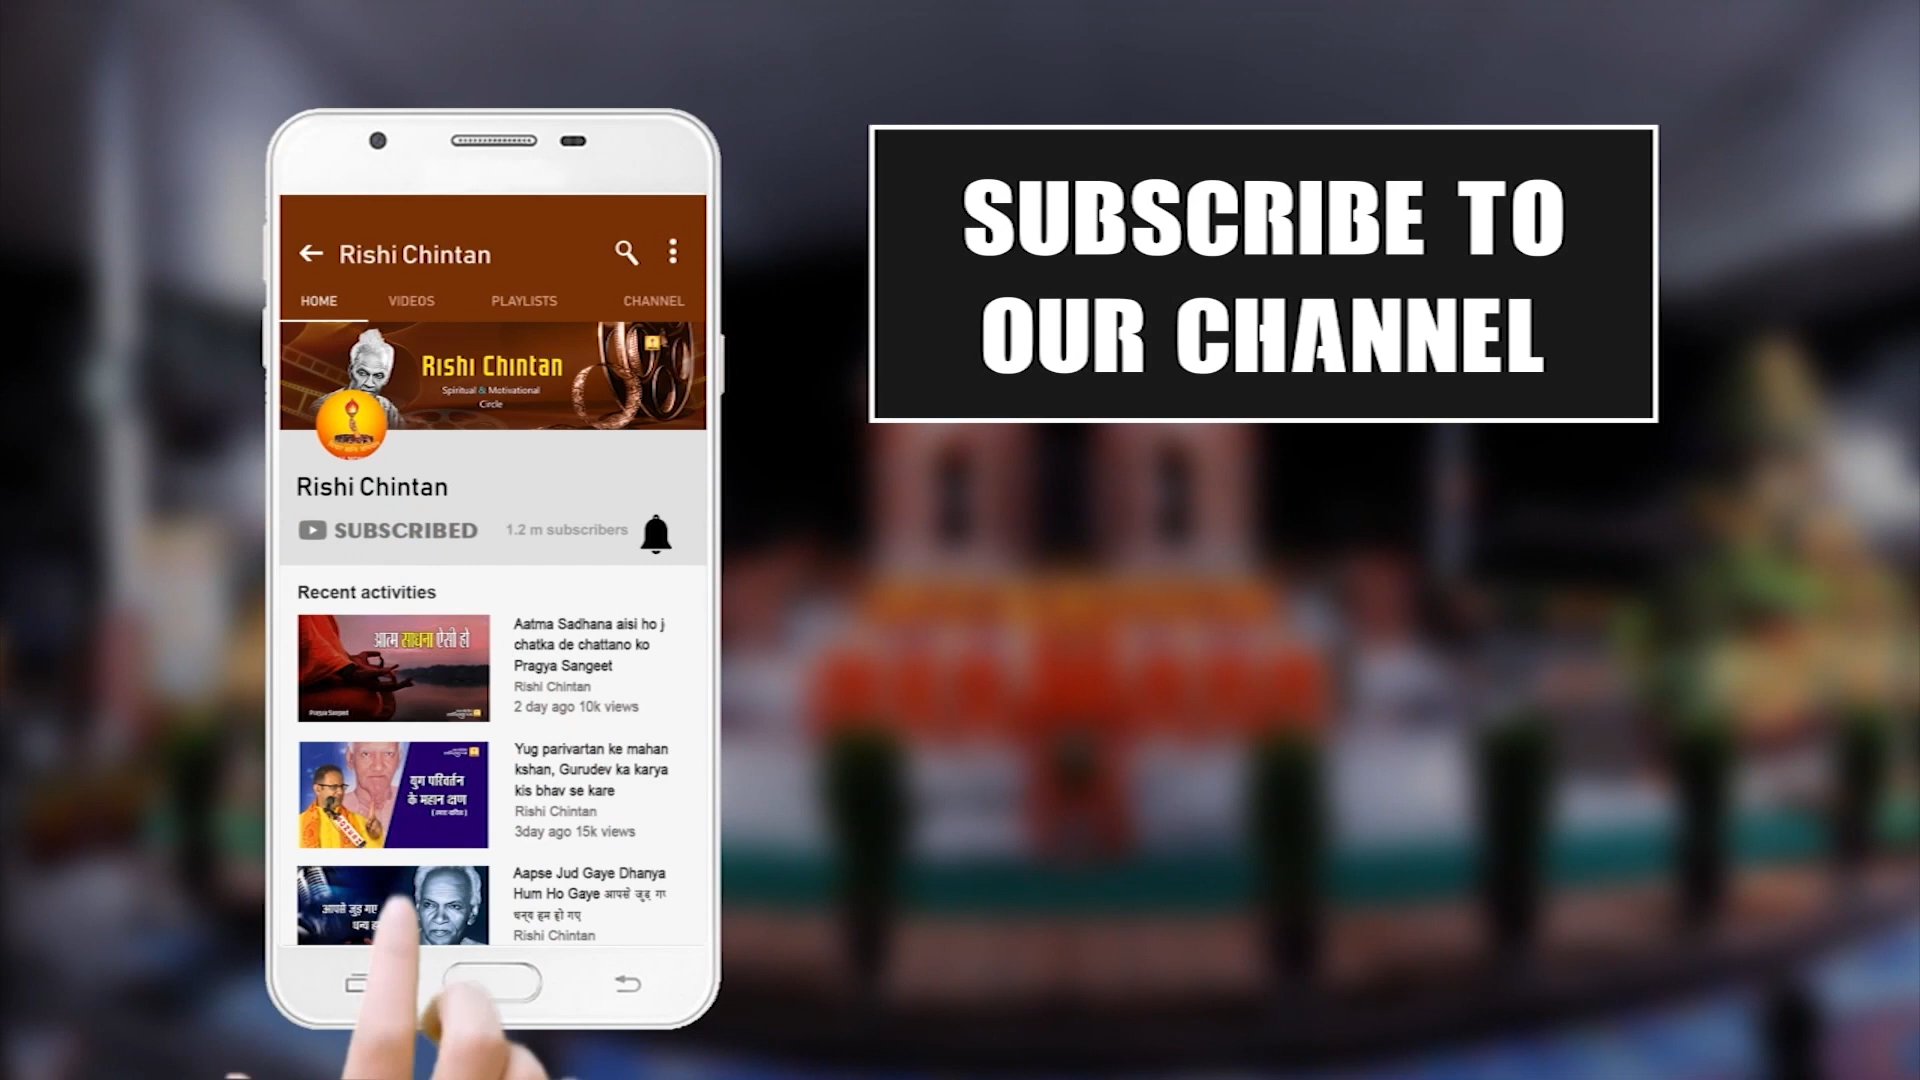 SUBSCRIBE TO
OUR CHANNEL
Rishi Chintan
HOME VIDEOS PLAYLISTS CHANNEL
Rishi Chintan
Spiritual & Motivational
Circle
Rishi Chintan
SUBSCRIBED 1.2 m subscribers
Recent activities
आत्म साधना ऐसी हो
Pragya Sangeet
Aatma Sadhana aisi ho j
chatka de chattano ko
Pragya Sangeet
Rishi Chintan
2 day ago 10k views
युग परिवर्तन
के महान क्षण
Yug parivartan ke mahan
kshan, Gurudev ka karya
kis bhav se kare
Rishi Chintan
3day ago 15k views
आपसे जुड़ गए
धन्य
Aapse Jud Gaye Dhanya
Hum Ho Gaye आपसे जुड़
हम हो गए
Rishi Chintan